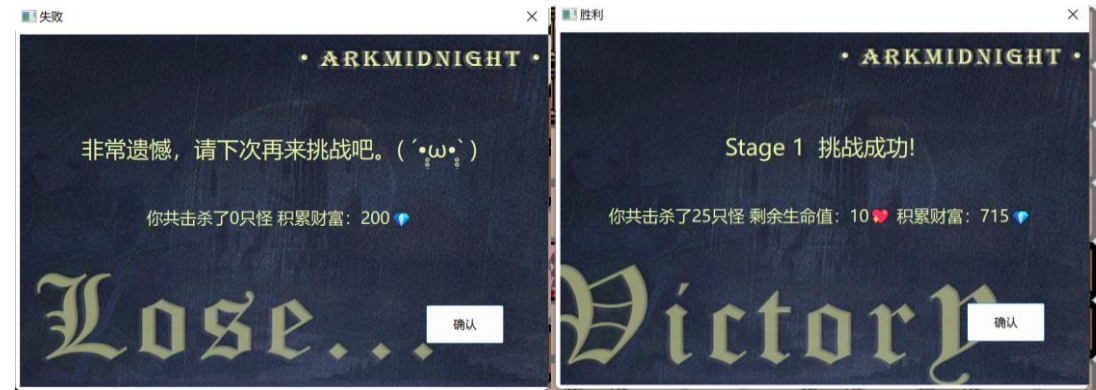 失败
• ARKMIDNIGHT •
非常遗憾，请下次再来挑战吧。( ´•̥̥ω•̥̥` )
你共击杀了0只怪 积累财富：200💎
Lose...
确认
胜利
• ARKMIDNIGHT •
Stage 1 挑战成功!
你共击杀了25只怪 剩余生命值：10💖 积累财富：715💎
Victory
确认